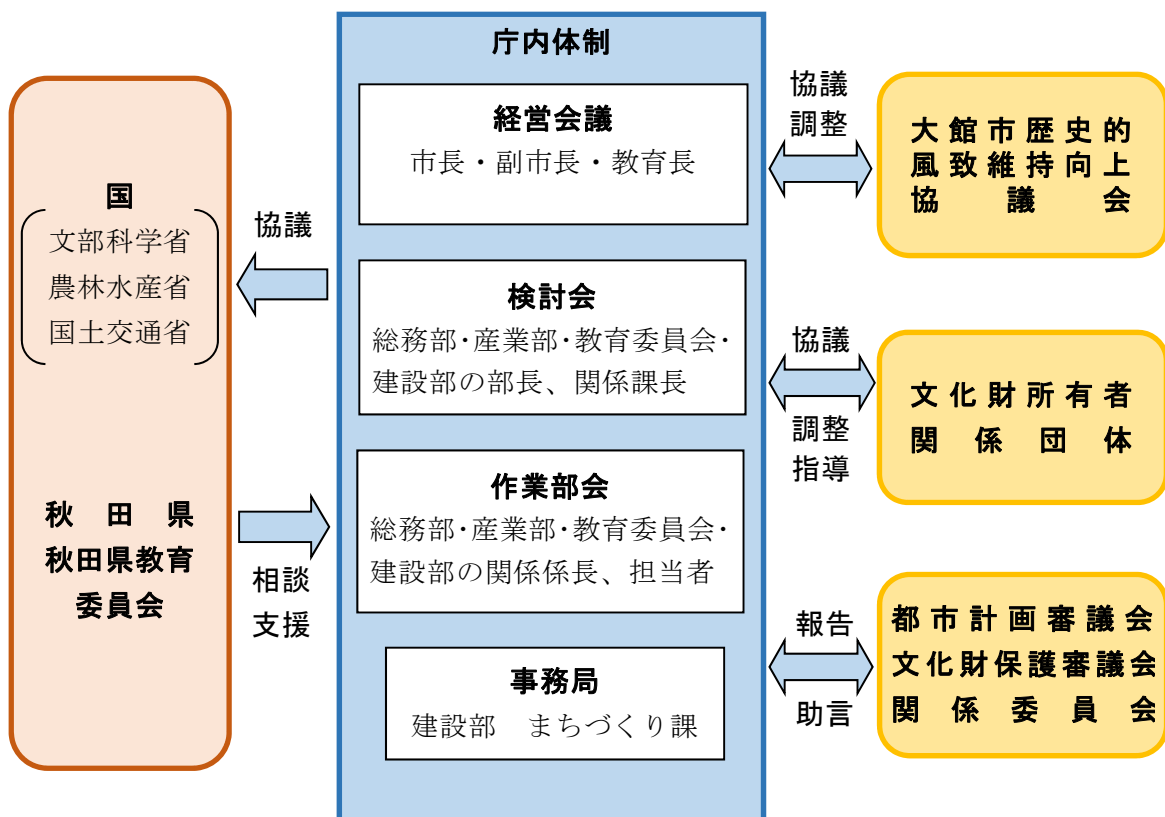 国
文部科学省
農林水産省
国土交通省
秋田県
秋田県教育
委員会
協議
相談
支援
庁内体制
経営会議
市長・副市長・教育長
検討会
総務部・産業部・教育委員会・
建設部の部長、関係課長
作業部会
総務部・産業部・教育委員会・
建設部の関係係長、担当者
事務局
建設部　まちづくり課
協議
調整
大館市歴史的
風致維持向上
協議会
協議
調整
指導
文化財所有者
関係団体
報告
助言
都市計画審議会
文化財保護審議会
関係委員会